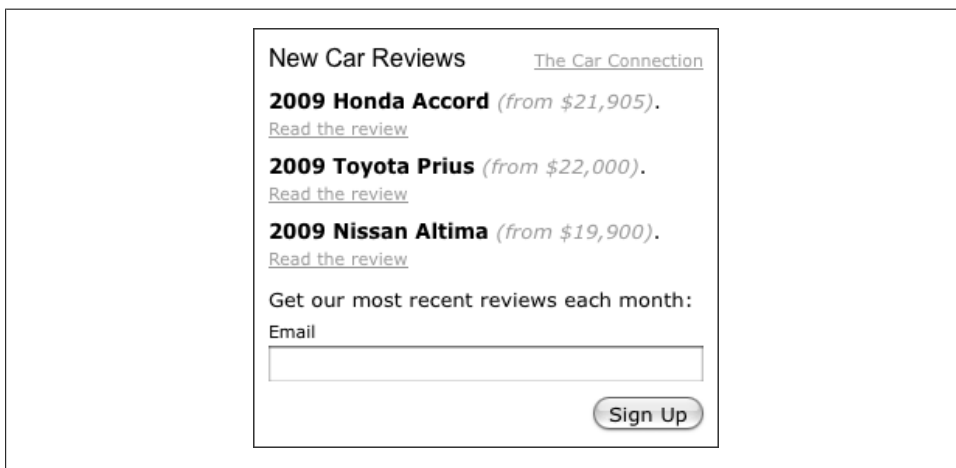 New Car Reviews The Car Connection
2009 Honda Accord (from $21,905).
Read the review
2009 Toyota Prius (from $22,000).
Read the review
2009 Nissan Altima (from $19,900).
Read the review
Get our most recent reviews each month:
Email
Sign Up